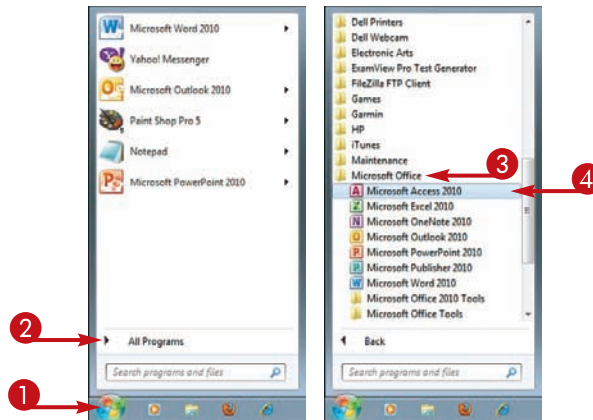 Microsoft Word 2010
Yahoo! Messenger
Microsoft Outlook 2010
Paint Shop Pro 5
Notepad
Microsoft PowerPoint 2010
2
All Programs
Search programs and files
1
Dell Printers
Dell Webcam
Electronic Arts
ExamView Pro Test Generator
FileZilla FTP Client
Games
Garmin
HP
iTunes
Maintenance
Microsoft Office
3
Microsoft Access 2010
4
Microsoft Excel 2010
Microsoft OneNote 2010
Microsoft Outlook 2010
Microsoft PowerPoint 2010
Microsoft Publisher 2010
Microsoft Word 2010
Microsoft Office 2010 Tools
Microsoft Office Tools
Back
Search programs and files